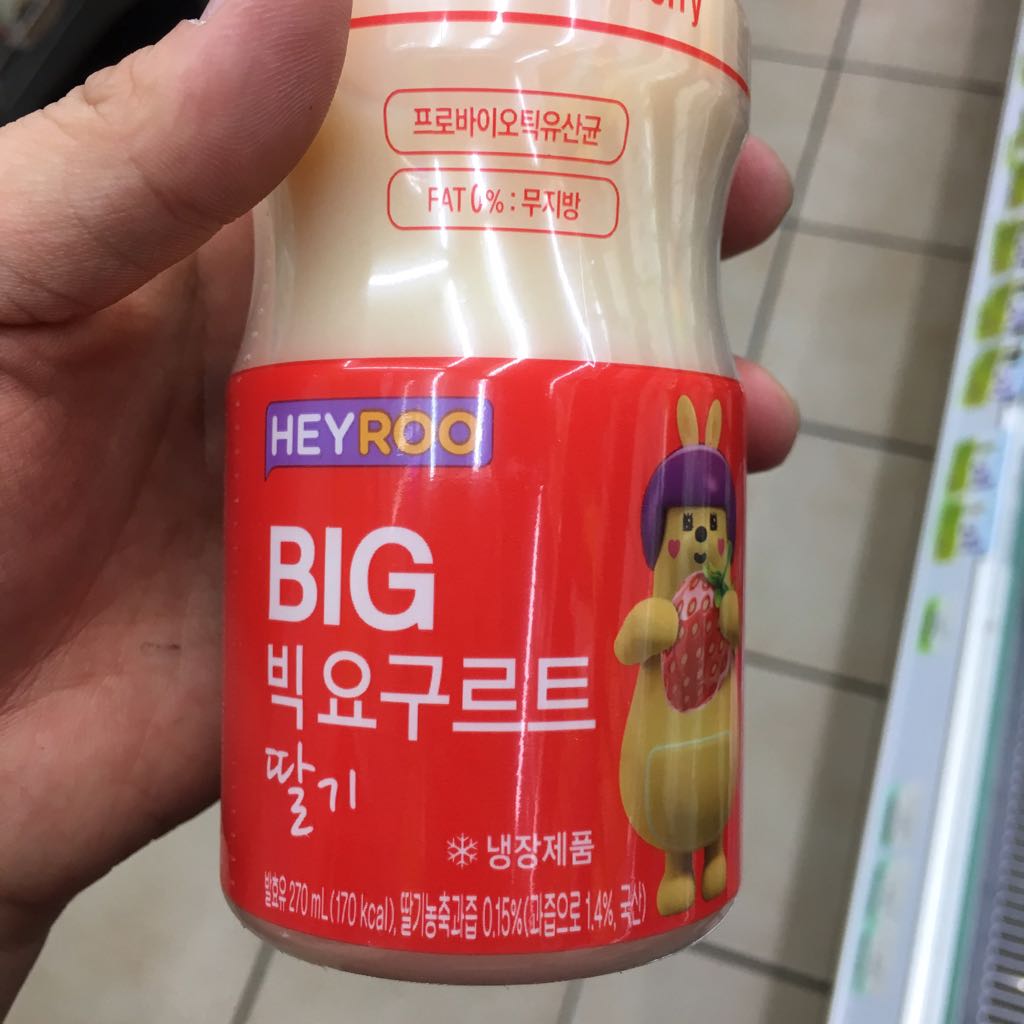 프로바이오틱유산균
FAT 0% : 무지방
HEYROO
BIG
빅요구르트
딸기
냉장제품
발효유 270 mL (170 kcal), 딸기농축과즙 0.15%(과즙으로 1.4%, 국산)